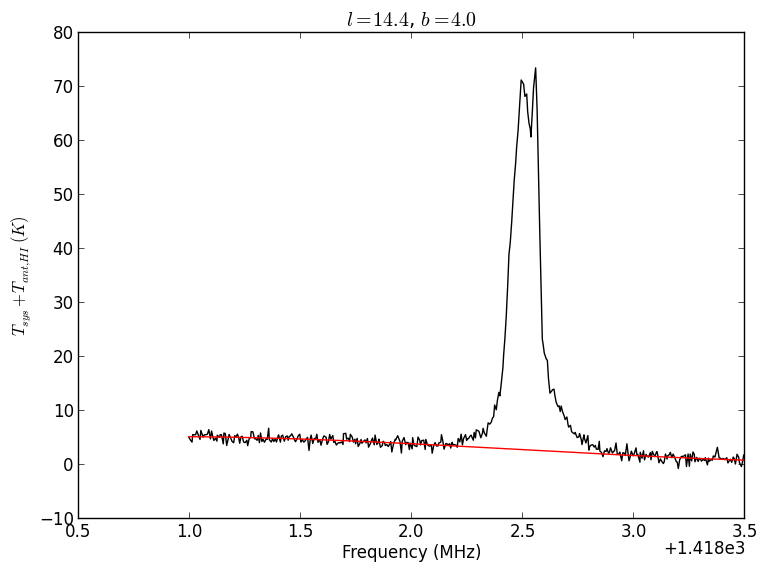 l = 14.4, b = 4.0
T_sys + T_ant,HI (K)
80
70
60
50
40
30
20
10
0
−10
0.5 1.0 1.5 2.0 2.5 3.0 3.5
+1.418e3
Frequency (MHz)